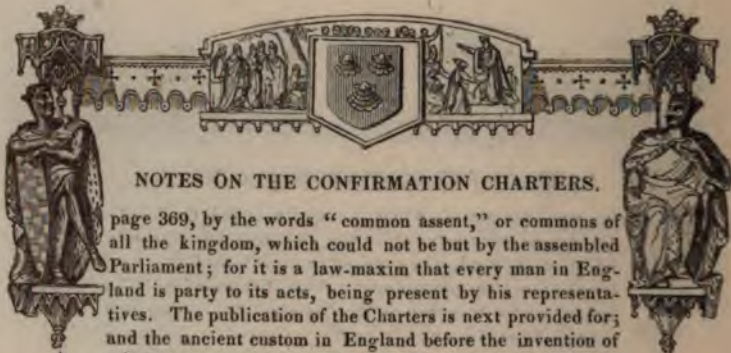 NOTES ON THE CONFIRMATION CHARTERS.
page 369, by the words “common assent,” or commons of
all the kingdom, which could not be but by the assembled
Parliament; for it is a law-maxim that every man in Eng-
land is party to its acts, being present by his representa-
tives. The publication of the Charters is next provided for;
and the ancient custom in England before the invention of